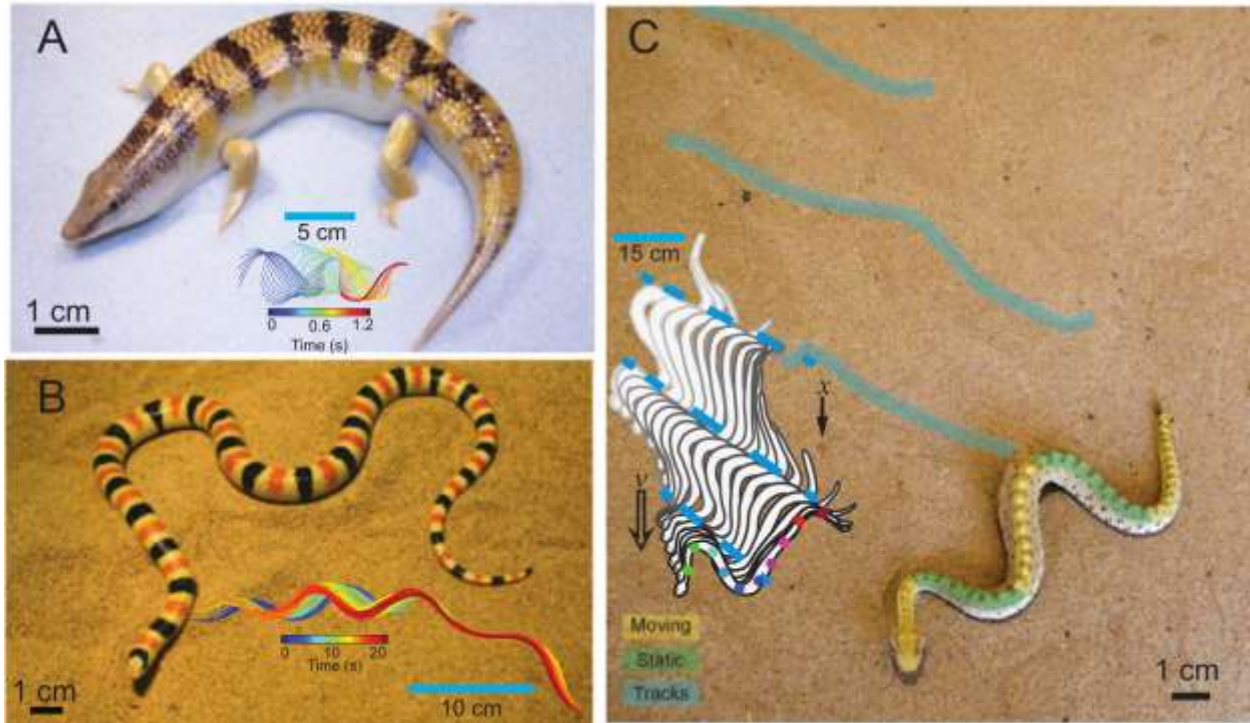 A
5 cm
1 cm
0 0.6 1.2
Time (s)
B
0 10 20
Time (s)
1 cm
10 cm
C
15 cm
x
v
Moving
Static
Tracks
1 cm